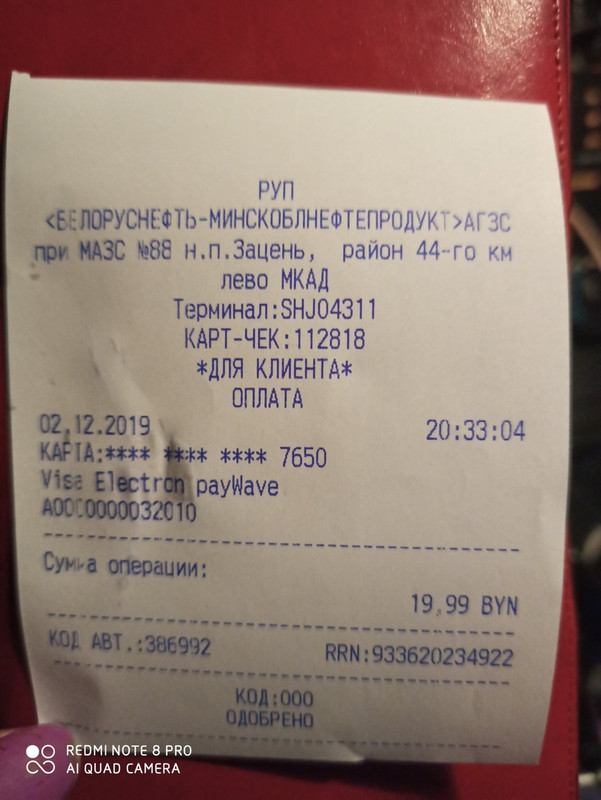 РУП
<БЕЛОРУСНЕФТЬ-МИНСКОБЛНЕФТЕПРОДУКТ>АГЗС
при МАЗС №88 н.п.Зацень, район 44-го км
лево МКАД
Терминал:SHJ04311
КАРТ-ЧЕК:112818
*ДЛЯ КЛИЕНТА*
ОПЛАТА
02.12.2019 20:33:04
КАРТА:**** **** **** 7650
Visa Electron payWave
A0000000032010
Сумма операции:
19,99 BYN
КОД АВТ.:386992 RRN:933620234922
КОД:000
ОДОБРЕНО
REDMI NOTE 8 PRO
AI QUAD CAMERA